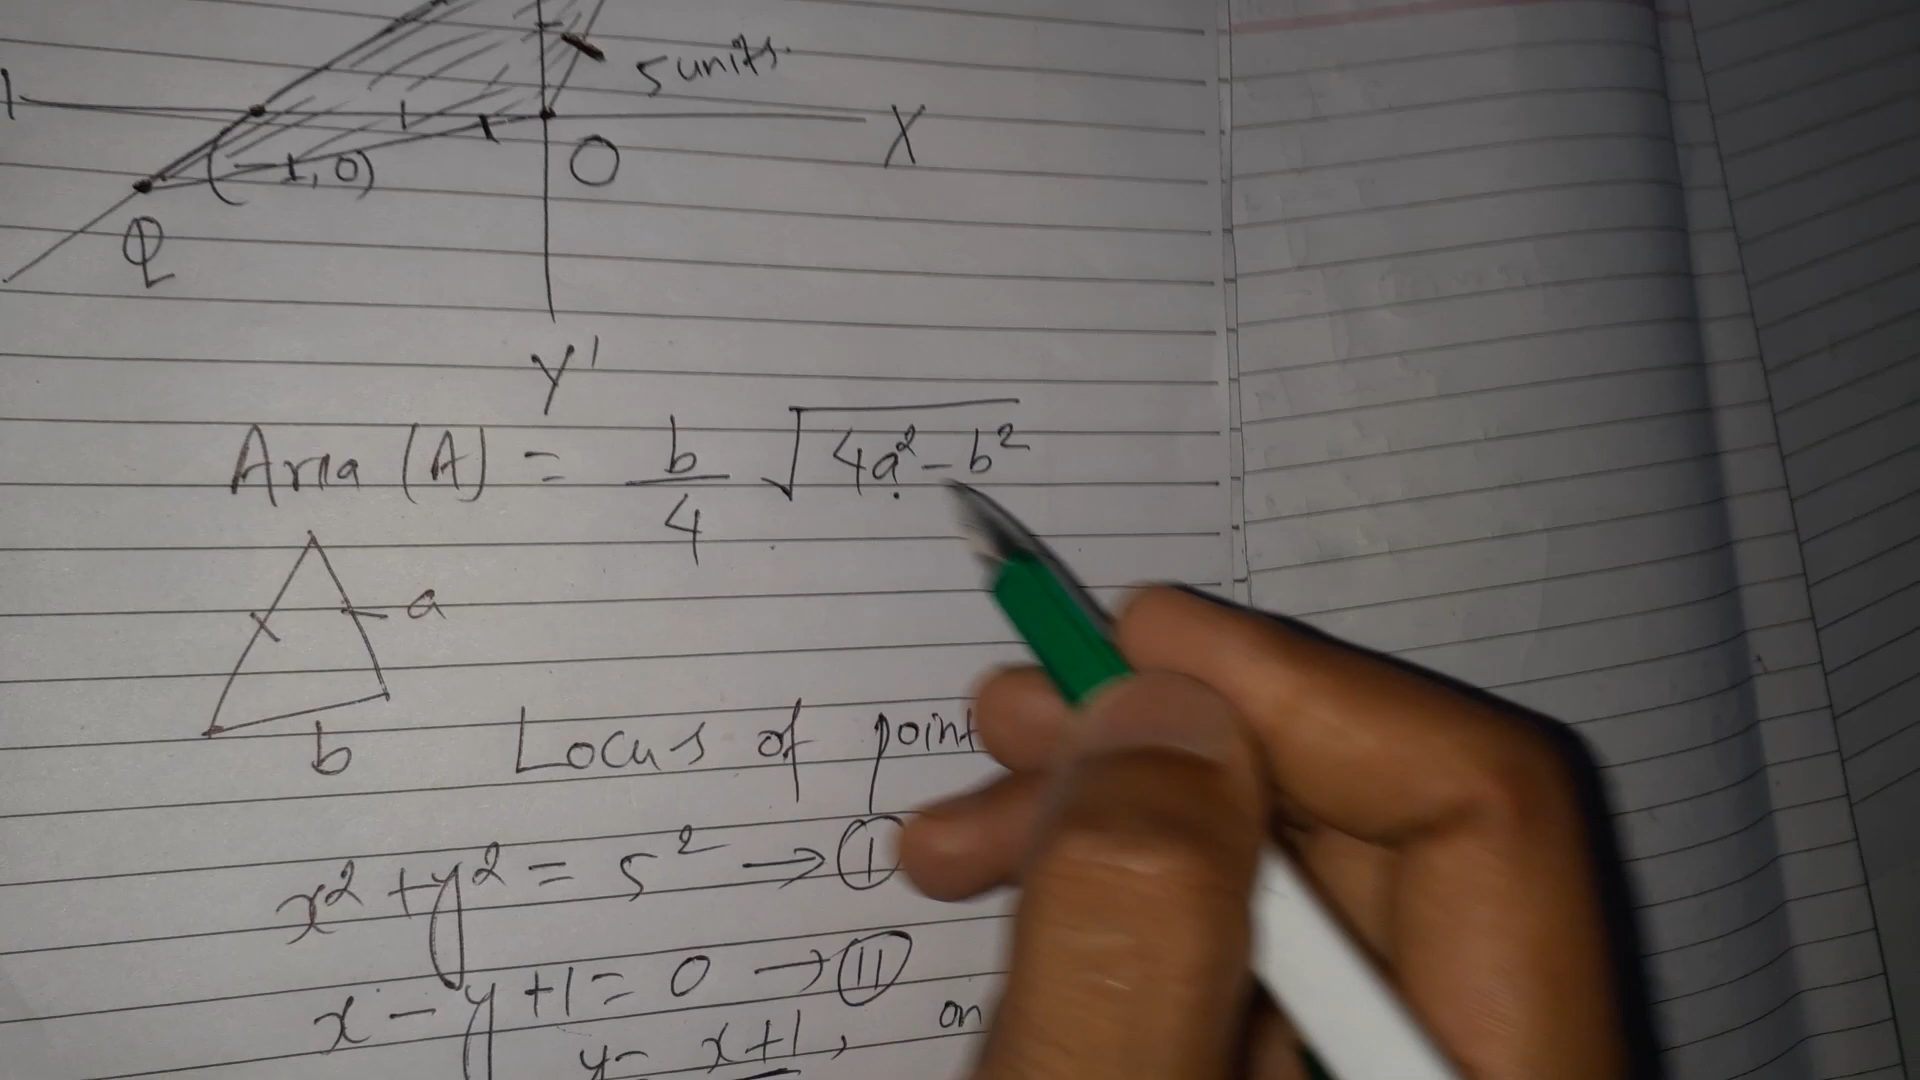 5 units.
X
(-1, 0)
O
Q
Y'
Area (A) = b/4 √(4a² - b²)
a
b
Locus of point
x² + y² = 5² → (I)
x - y + 1 = 0 → (II)
y = x + 1, on